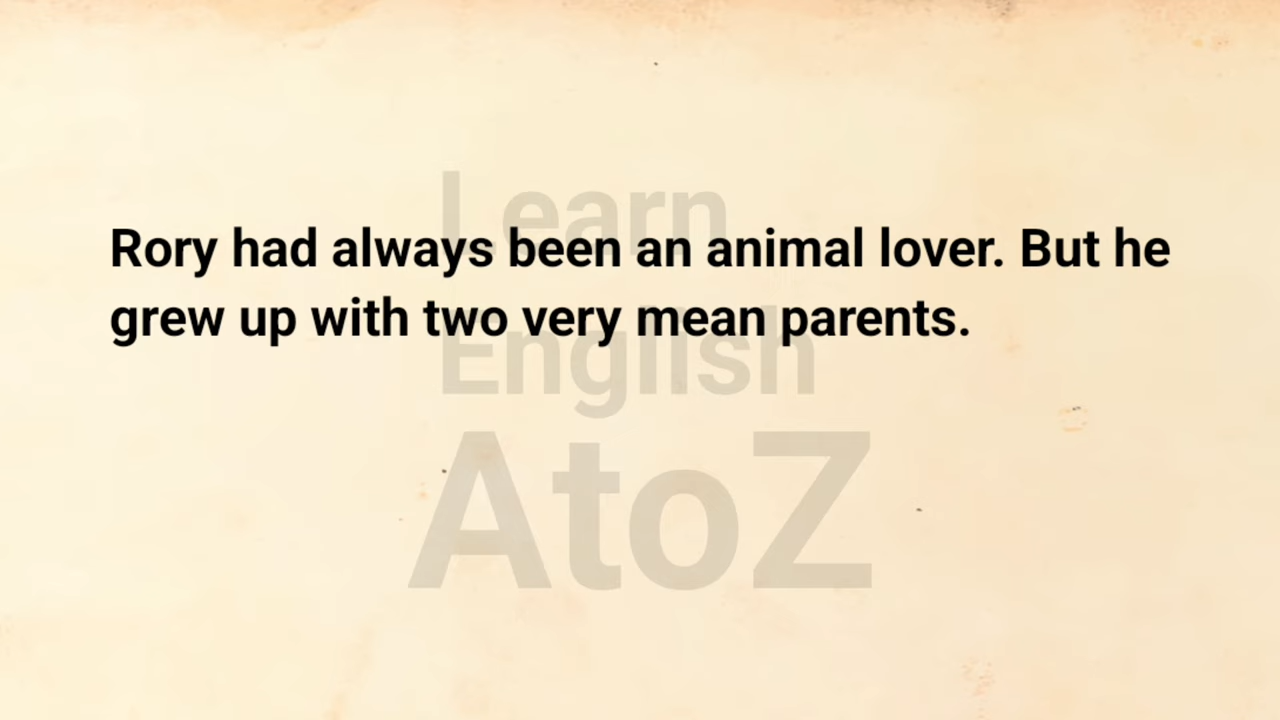 Rory had always been an animal lover. But he
grew up with two very mean parents.
Learn
English
AtoZ